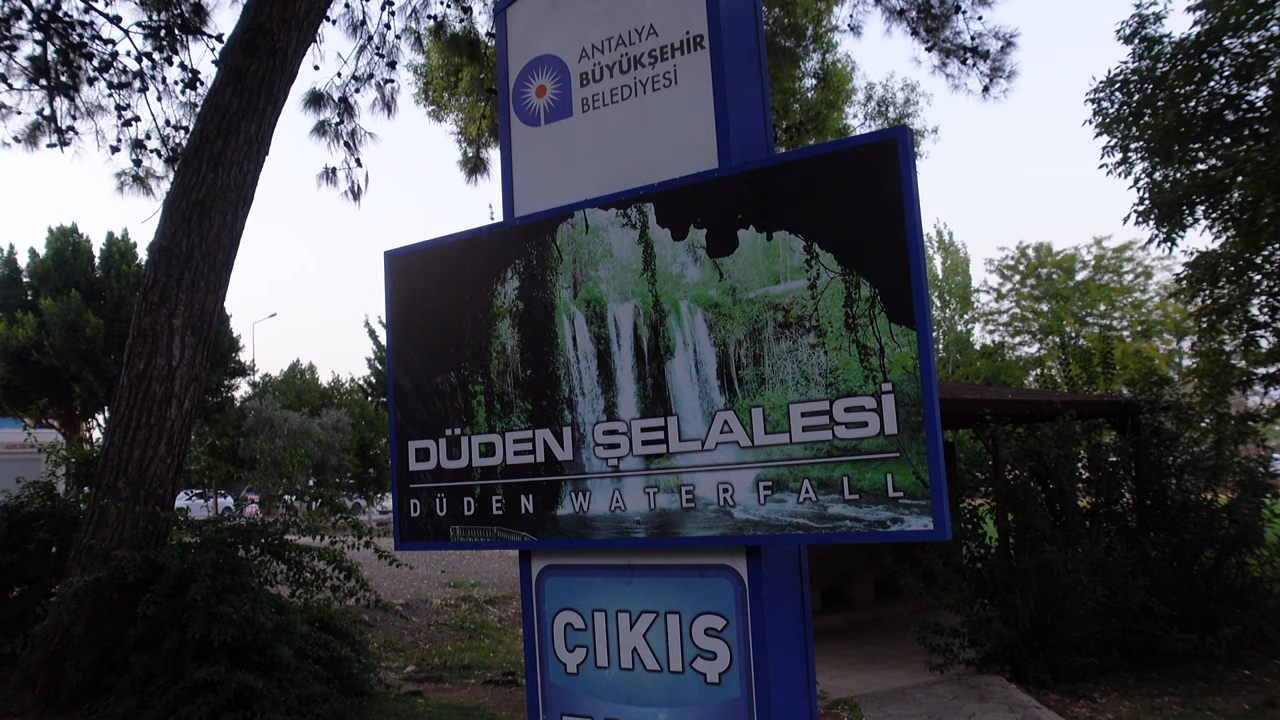 ANTALYA
BÜYÜKŞEHİR
BELEDİYESİ
DÜDEN ŞELALESİ
DÜDEN WATERFALL
ÇIKIŞ